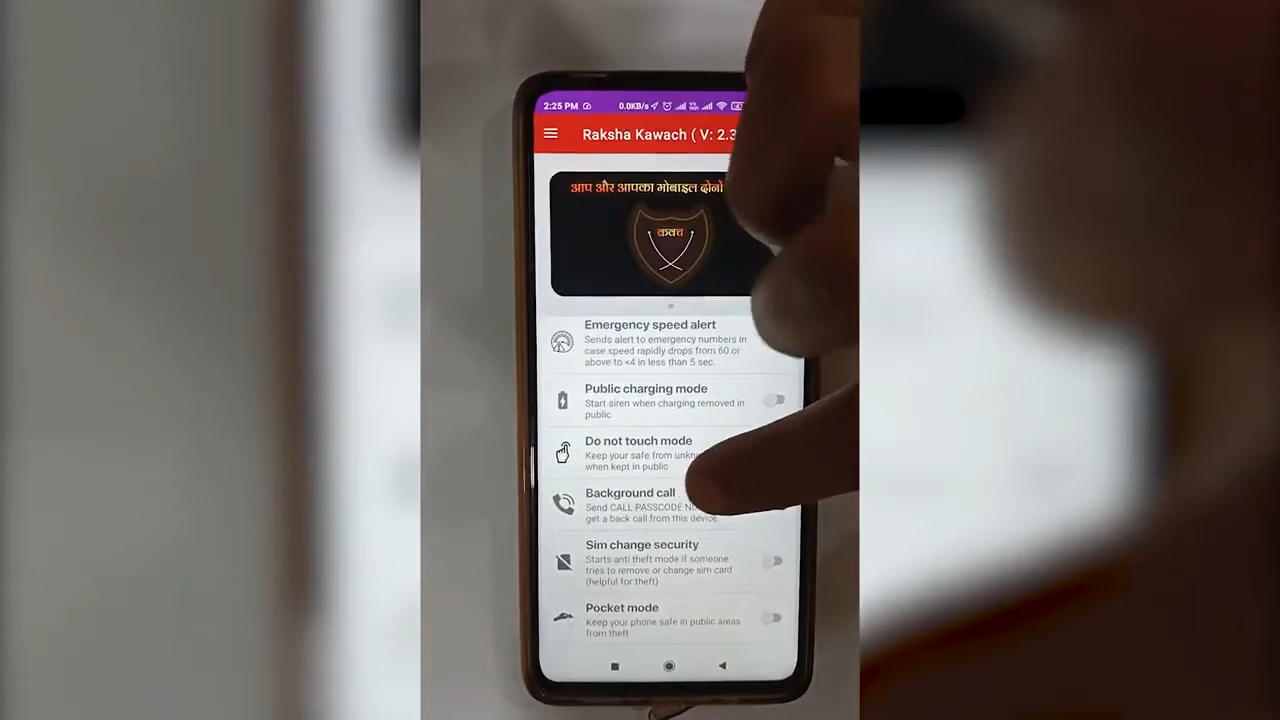 2:25 PM 0.0KB/s
Raksha Kawach ( V: 2.3
आप और आपका मोबाइल दोनों
कवच
Emergency speed alert
Sends alert to emergency numbers in
case speed rapidly drops from 60 or
above to <4 in less than 5 sec.
Public charging mode
Start siren when charging removed in
public
Do not touch mode
Keep your safe from
when kept in public
Background call
Send CALL PASSCODE
get a back call from this device.
Sim change security
Starts anti theft mode if someone
tries to remove or change sim card
(helpful for theft)
Pocket mode
Keep your phone safe in public areas
from theft